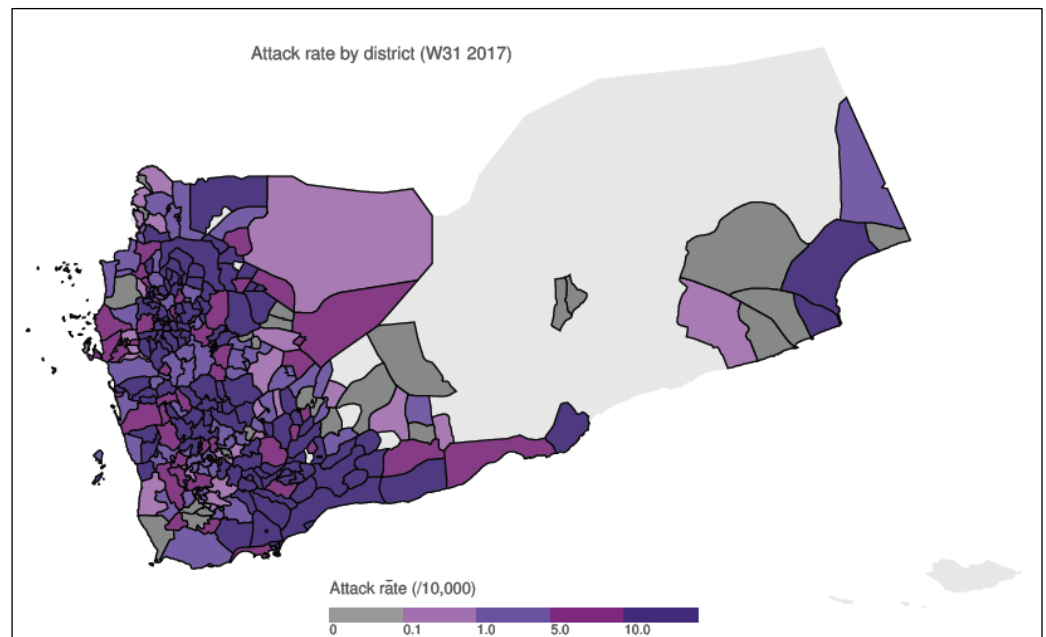 Attack rate by district (W31 2017)
Attack rate (/10,000)
0 0.1 1.0 5.0 10.0